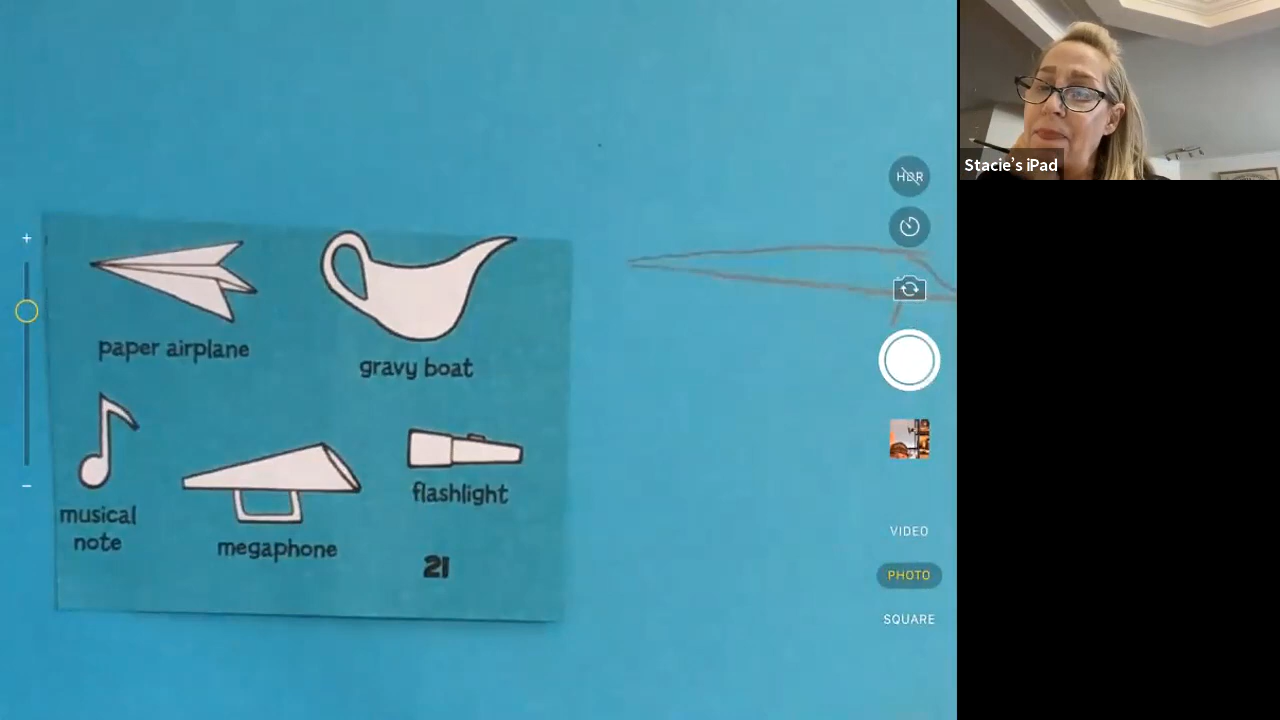 HDR
Stacie's iPad
paper airplane
gravy boat
musical
note
megaphone
flashlight
21
VIDEO
PHOTO
SQUARE